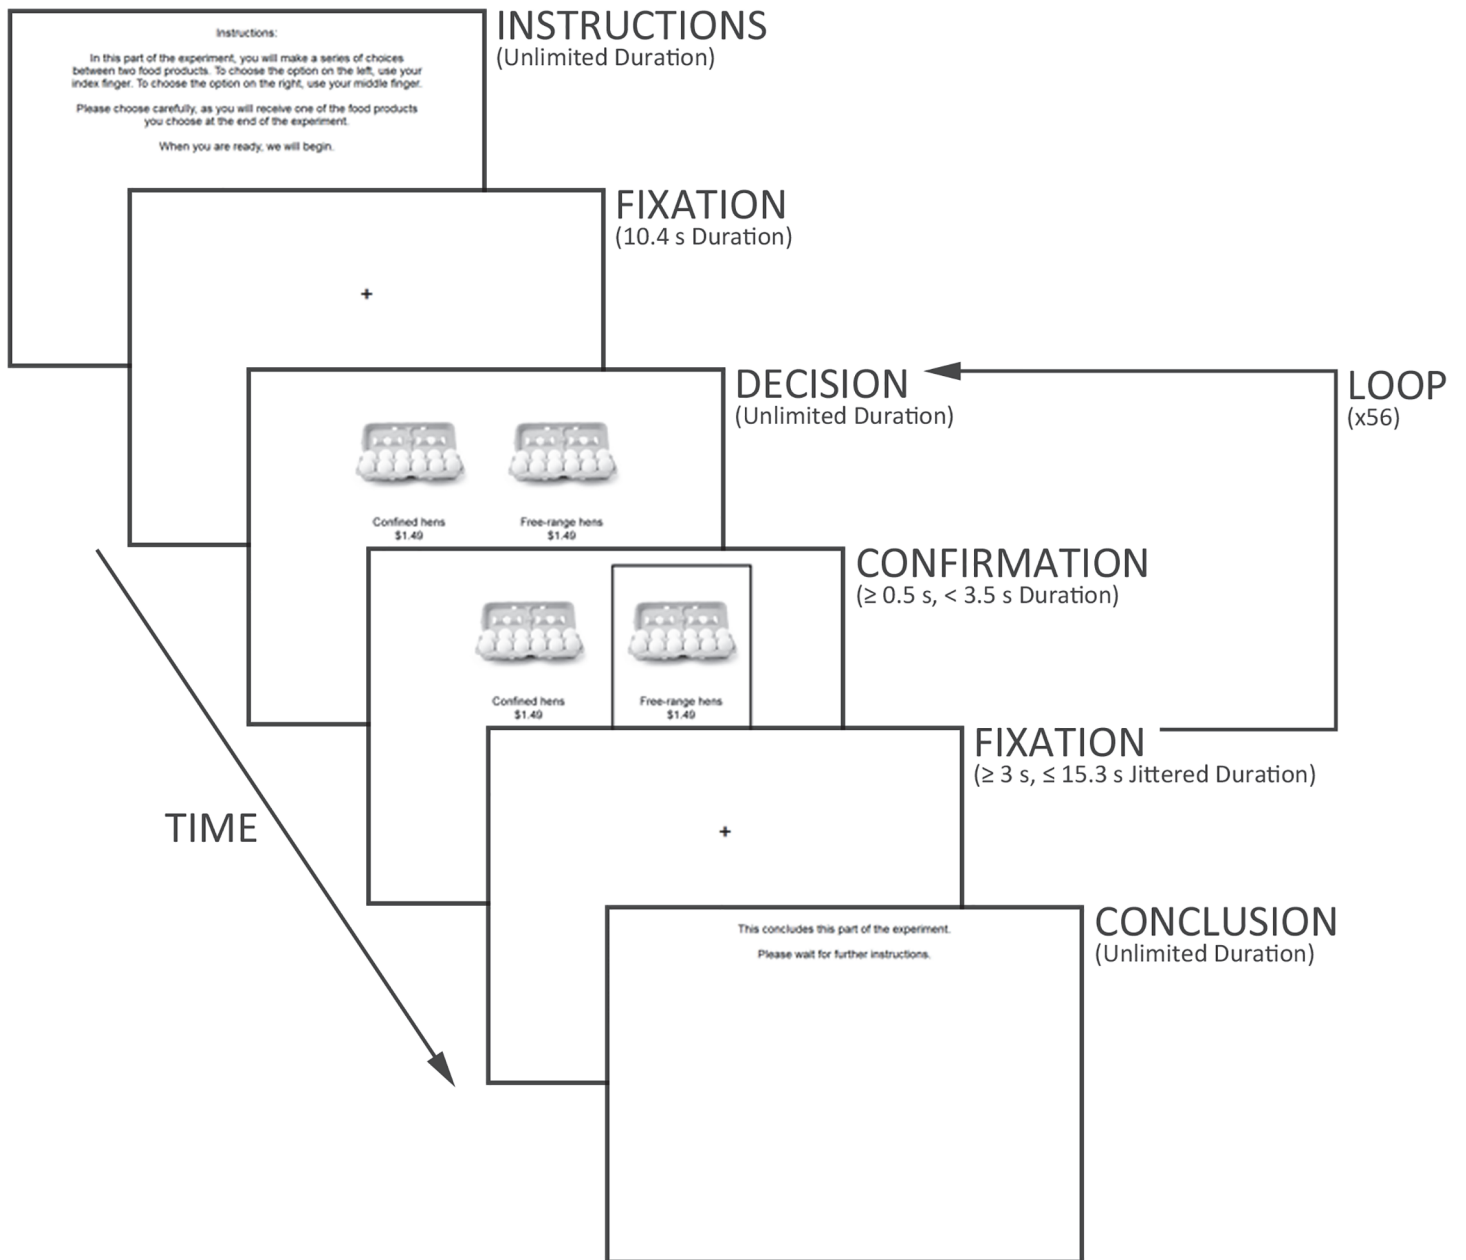 Instructions:
In this part of the experiment, you will make a series of choices
between two food products. To choose the option on the left, use your
index finger. To choose the option on the right, use your middle finger.
Please choose carefully, as you will receive one of the food products
you choose at the end of the experiment.
When you are ready, we will begin.
INSTRUCTIONS
(Unlimited Duration)
+
FIXATION
(10.4 s Duration)
Confined hens
$1.49
Free-range hens
$1.49
DECISION
(Unlimited Duration)
LOOP
(x56)
Confined hens
$1.49
Free-range hens
$1.49
CONFIRMATION
(≥ 0.5 s, < 3.5 s Duration)
+
FIXATION
(≥ 3 s, ≤ 15.3 s Jittered Duration)
TIME
This concludes this part of the experiment.
Please wait for further instructions.
CONCLUSION
(Unlimited Duration)